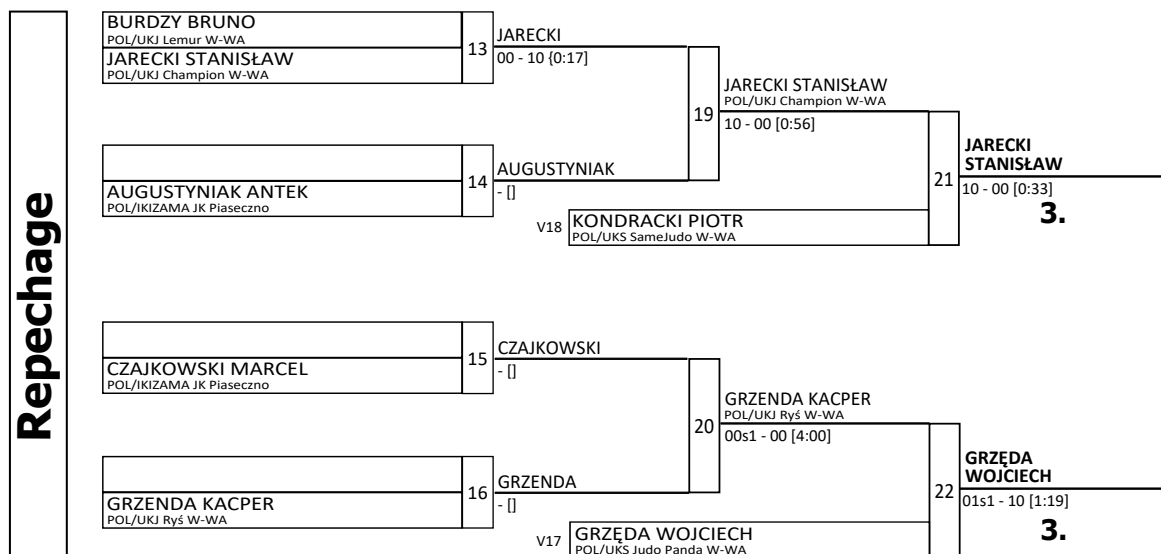 Repechage
BURDZY BRUNO
POL/UKJ Lemur W-WA
JARECKI STANISŁAW
POL/UKJ Champion W-WA
13
JARECKI
00 - 10 {0:17]
AUGUSTYNIAK ANTEK
POL/IKIZAMA JK Piaseczno
14
AUGUSTYNIAK
- []
19
JARECKI STANISŁAW
POL/UKJ Champion W-WA
10 - 00 [0:56]
V18
KONDRACKI PIOTR
POL/UKS SameJudo W-WA
21
JARECKI
STANISŁAW
10 - 00 [0:33]
3.
CZAJKOWSKI MARCEL
POL/IKIZAMA JK Piaseczno
15
CZAJKOWSKI
- []
GRZENDA KACPER
POL/UKJ Ryś W-WA
16
GRZENDA
- []
20
GRZENDA KACPER
POL/UKJ Ryś W-WA
00s1 - 00 [4:00]
V17
GRZĘDA WOJCIECH
POL/UKS Judo Panda W-WA
22
GRZĘDA
WOJCIECH
01s1 - 10 [1:19]
3.